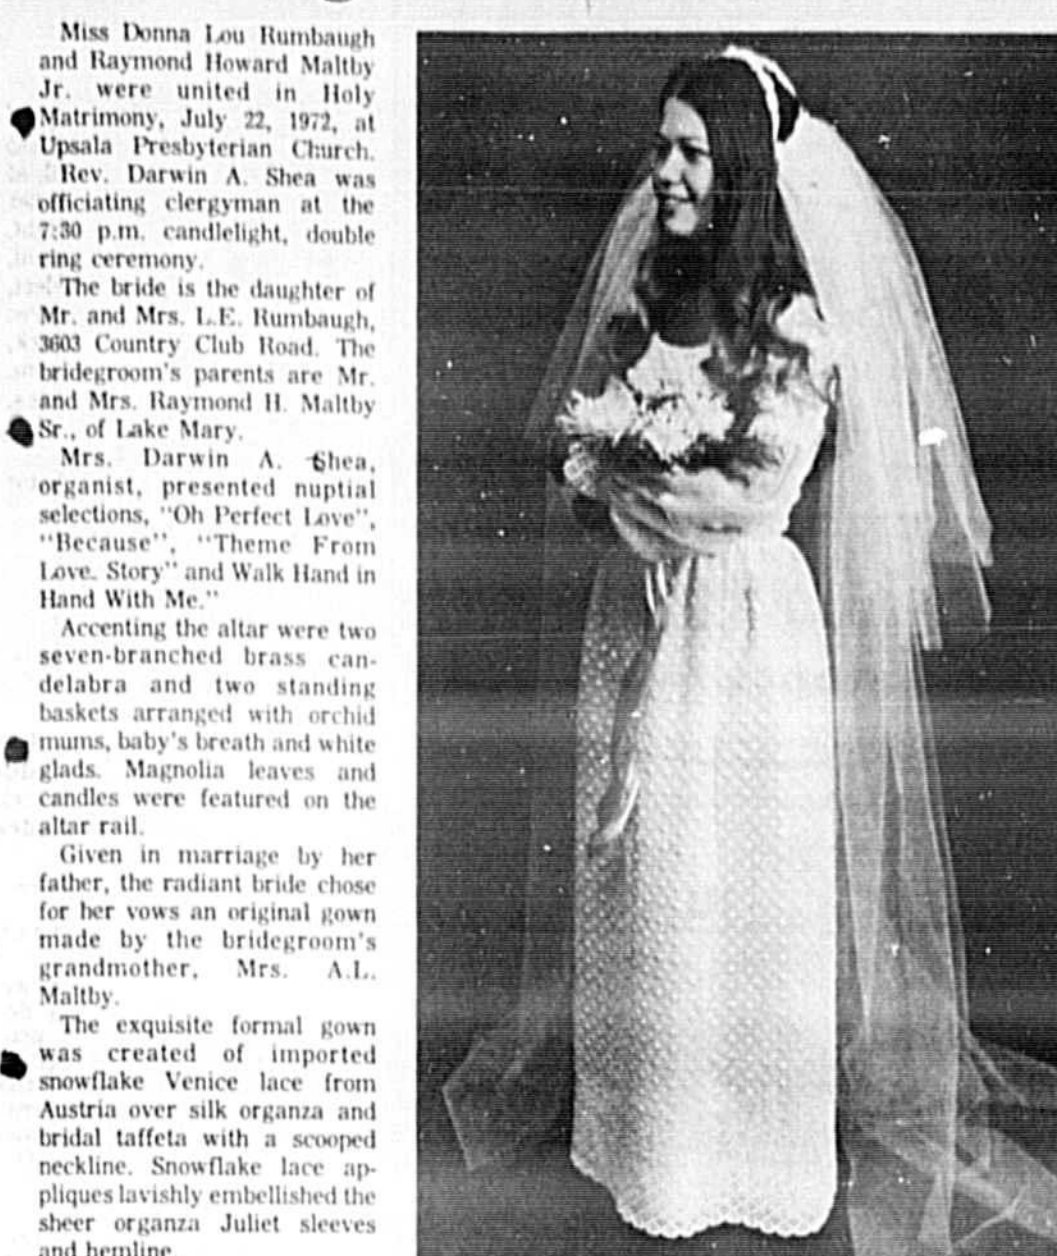 Miss Donna Lou Rumbaugh
and Raymond Howard Maltby
Jr. were united in Holy
Matrimony, July 22, 1972, at
Upsala Presbyterian Church.
Rev. Darwin A. Shea was
officiating clergyman at the
7:30 p.m. candlelight, double
ring ceremony.
The bride is the daughter of
Mr. and Mrs. L.E. Rumbaugh,
3603 Country Club Road. The
bridegroom's parents are Mr.
and Mrs. Raymond H. Maltby
Sr., of Lake Mary.
Mrs. Darwin A. Shea,
organist, presented nuptial
selections, "Oh Perfect Love",
"Because", "Theme From
Love. Story" and Walk Hand in
Hand With Me."
Accenting the altar were two
seven-branched brass can-
delabra and two standing
baskets arranged with orchid
mums, baby's breath and white
glads. Magnolia leaves and
candles were featured on the
altar rail.
Given in marriage by her
father, the radiant bride chose
for her vows an original gown
made by the bridegroom's
grandmother, Mrs. A.L.
Maltby.
The exquisite formal gown
was created of imported
snowflake Venice lace from
Austria over silk organza and
bridal taffeta with a scooped
neckline. Snowflake lace ap-
pliques lavishly embellished the
sheer organza Juliet sleeves
and hemline